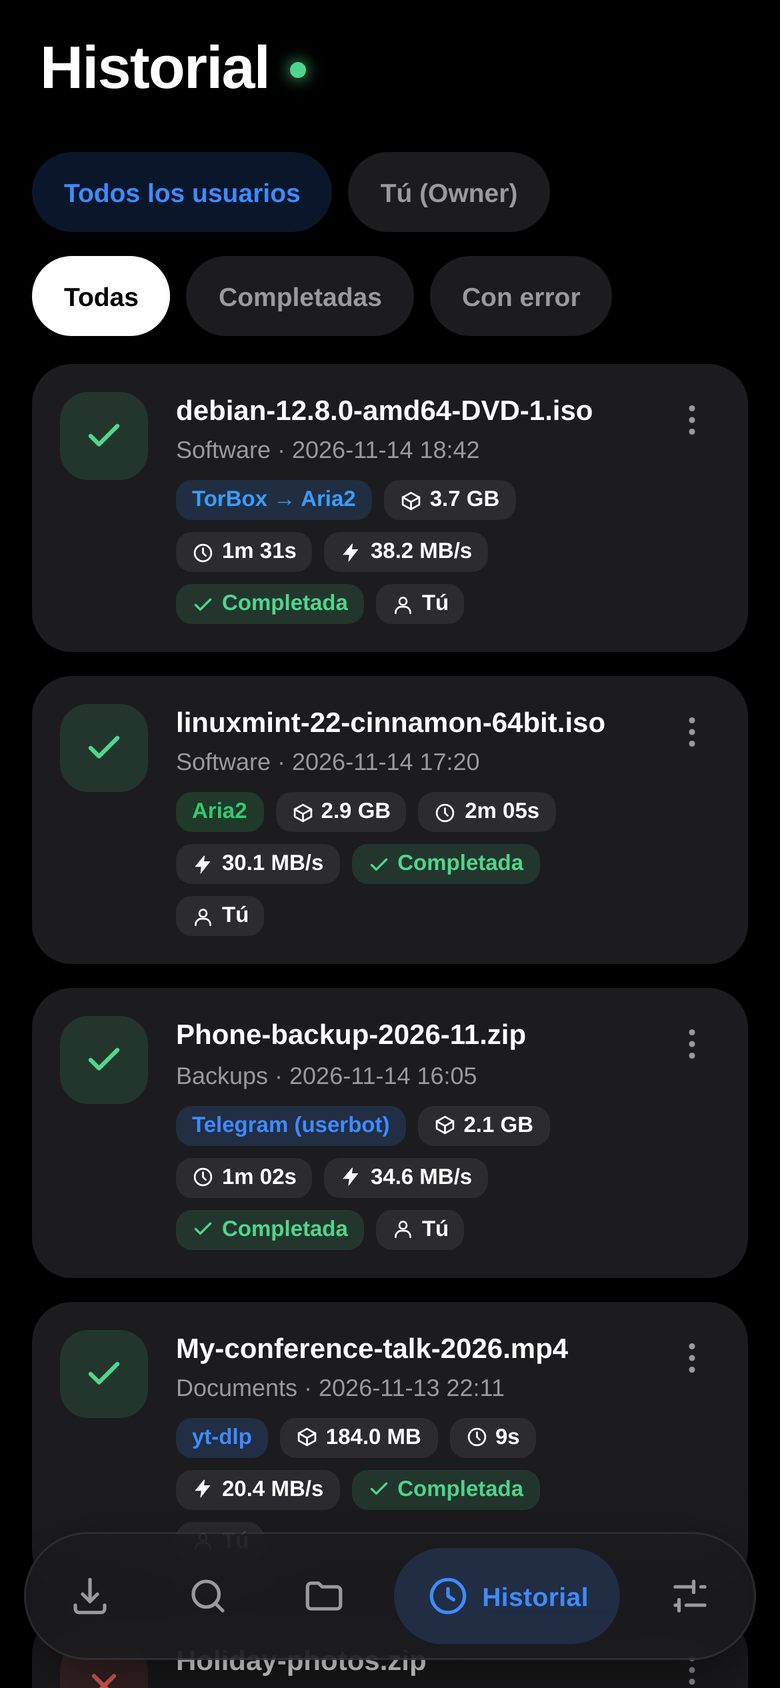 Historial
Todos los usuarios Tú (Owner)
Todas Completadas Con error
debian-12.8.0-amd64-DVD-1.iso
Software · 2026-11-14 18:42
TorBox → Aria2 3.7 GB
1m 31s 38.2 MB/s
Completada Tú
linuxmint-22-cinnamon-64bit.iso
Software · 2026-11-14 17:20
Aria2 2.9 GB 2m 05s
30.1 MB/s Completada
Tú
Phone-backup-2026-11.zip
Backups · 2026-11-14 16:05
Telegram (userbot) 2.1 GB
1m 02s 34.6 MB/s
Completada Tú
My-conference-talk-2026.mp4
Documents · 2026-11-13 22:11
yt-dlp 184.0 MB 9s
20.4 MB/s Completada
Tú
Historial
Holiday-photos.zip